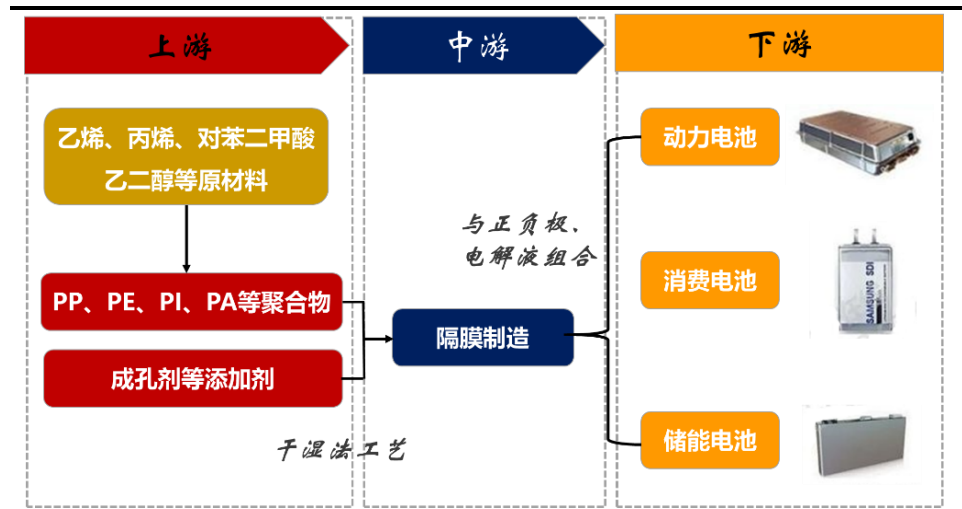 上游
中游
下游
乙烯、丙烯、对苯二甲酸
乙二醇等原材料
PP、PE、PI、PA等聚合物
成孔剂等添加剂
干湿法工艺
与正负极、
电解液组合
隔膜制造
动力电池
消费电池
SAMSUNG SDI
储能电池